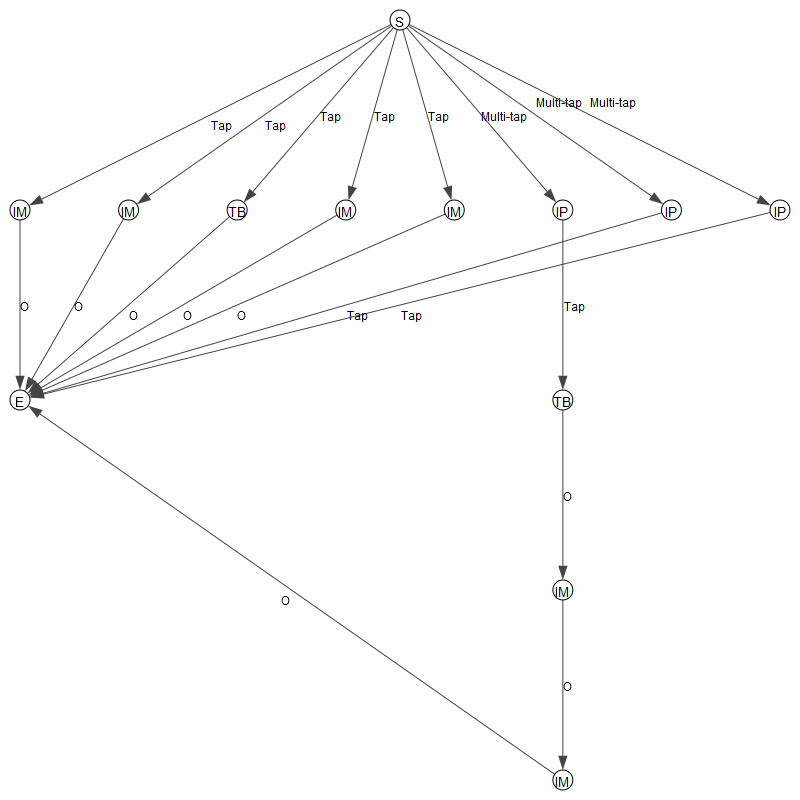 S
Multi-tap Multi-tap
Tap Tap Tap Tap Tap Multi-tap
IM IM TB IM IM IP IP IP
O O O O O Tap Tap Tap
E TB
O
IM
O
O
IM